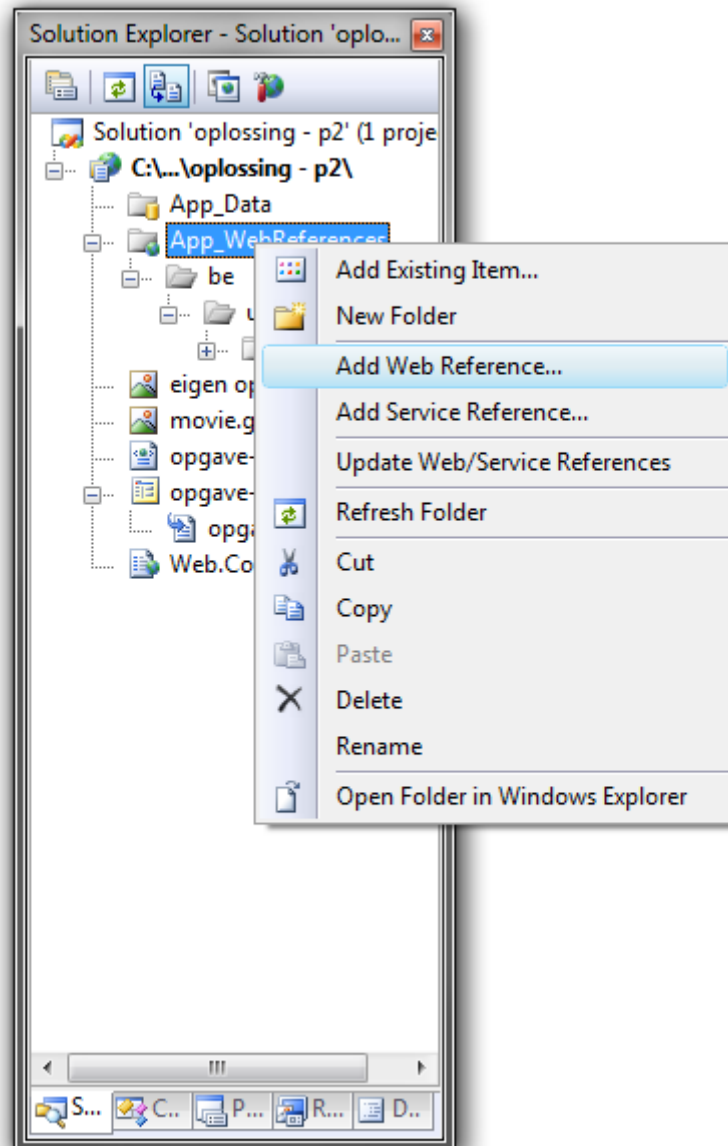 Solution Explorer - Solution 'oplo...
Solution 'oplossing - p2' (1 proje
C:\...\oplossing - p2\
App_Data
App_WebReferences
be
u
eigen op
movie.g
opgave-
opgave-
opga
Web.Co
Add Existing Item...
New Folder
Add Web Reference...
Add Service Reference...
Update Web/Service References
Refresh Folder
Cut
Copy
Paste
Delete
Rename
Open Folder in Windows Explorer
S... C.. P... R... D..